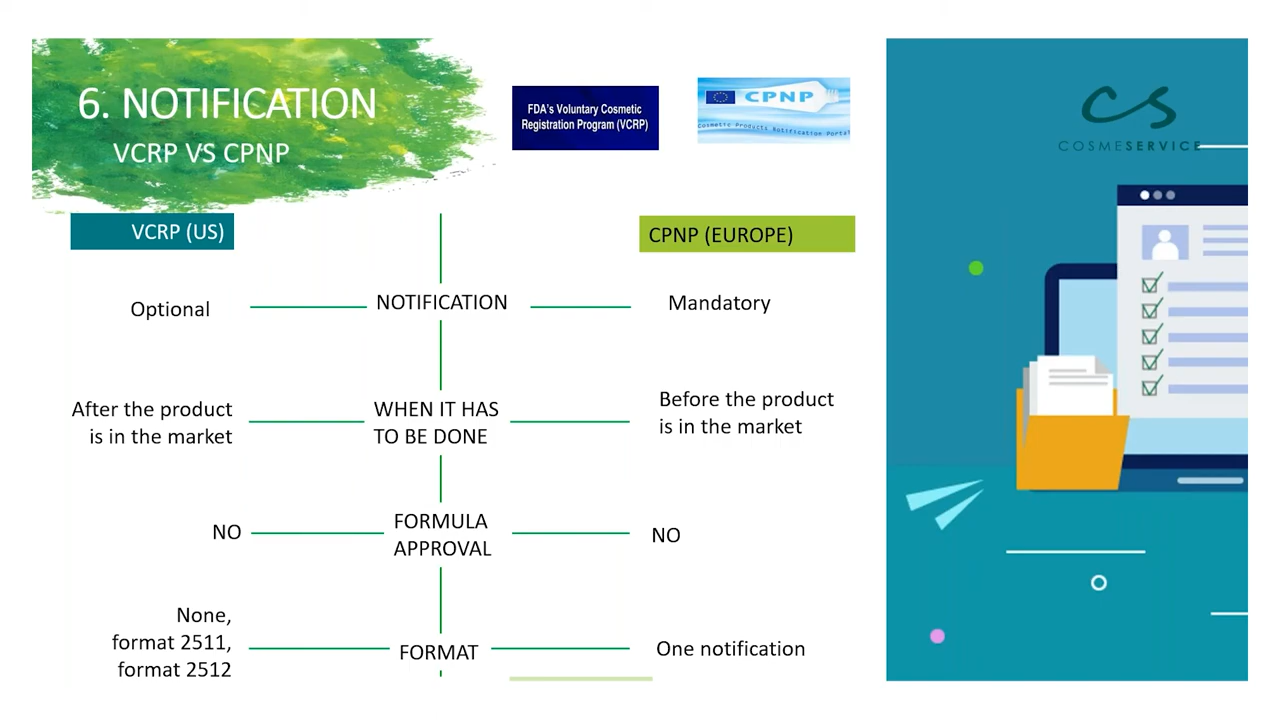 6. NOTIFICATION
VCRP VS CPNP
FDA's Voluntary Cosmetic
Registration Program (VCRP)
CPNP
Cosmetic Products Notification Portal
CS
COSMESERVICE
VCRP (US)
CPNP (EUROPE)
Optional
NOTIFICATION
Mandatory
After the product
is in the market
WHEN IT HAS
TO BE DONE
Before the product
is in the market
NO
FORMULA
APPROVAL
NO
None,
format 2511,
format 2512
FORMAT
One notification